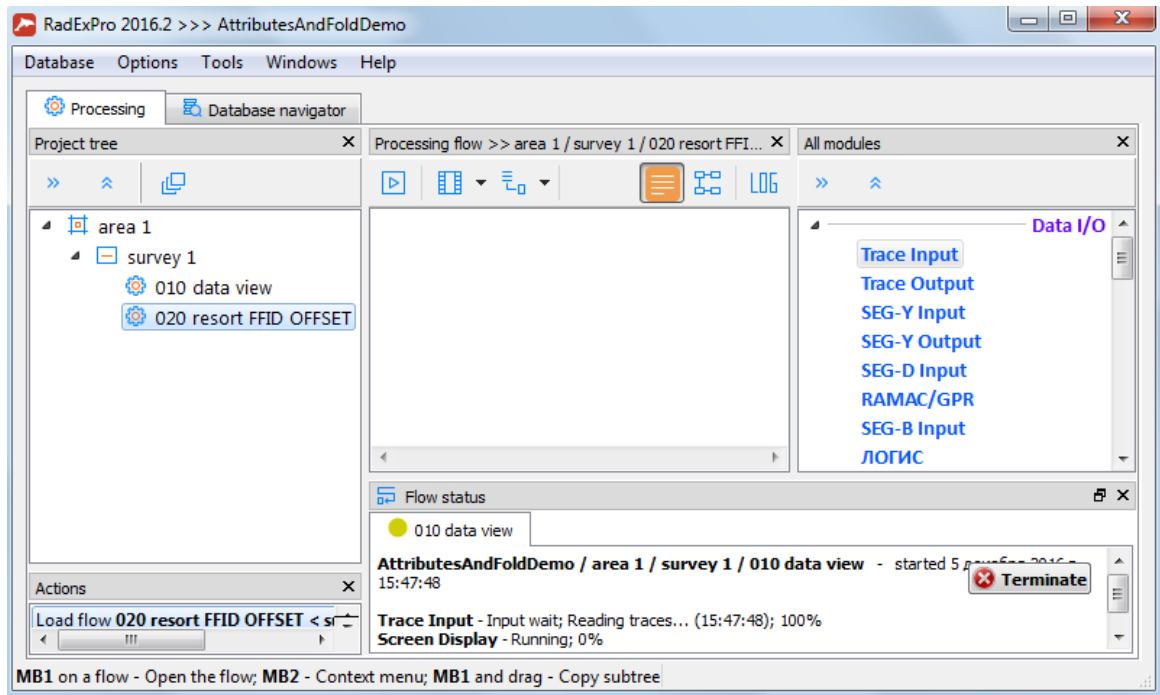 RadExPro 2016.2 >>> AttributesAndFoldDemo
Database Options Tools Windows Help
Processing Database navigator
Project tree
area 1
survey 1
010 data view
020 resort FFID OFFSET
Processing flow >> area 1 / survey 1 / 020 resort FFI...
LOG
All modules
Data I/O
Trace Input
Trace Output
SEG-Y Input
SEG-Y Output
SEG-D Input
RAMAC/GPR
SEG-B Input
ЛОГИС
Flow status
010 data view
AttributesAndFoldDemo / area 1 / survey 1 / 010 data view - started 5
15:47:48
Terminate
Trace Input - Input wait; Reading traces... (15:47:48); 100%
Screen Display - Running; 0%
Actions
Load flow 020 resort FFID OFFSET <
MB1 on a flow - Open the flow; MB2 - Context menu; MB1 and drag - Copy subtree